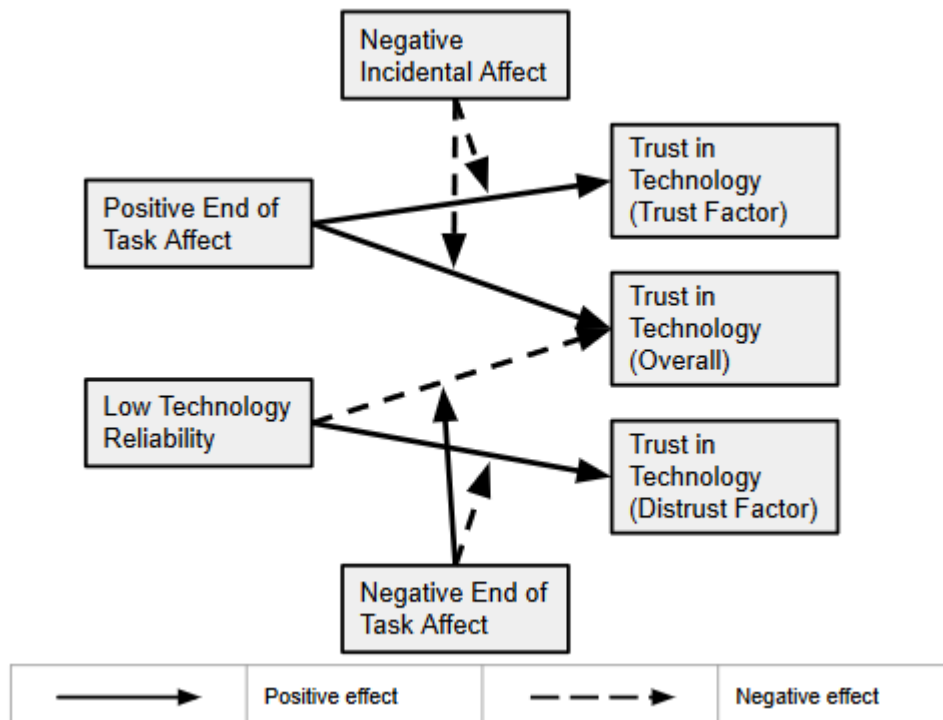 Negative
Incidental Affect
Trust in
Technology
(Trust Factor)
Positive End of
Task Affect
Trust in
Technology
(Overall)
Low Technology
Reliability
Trust in
Technology
(Distrust Factor)
Negative End of
Task Affect
Positive effect
Negative effect